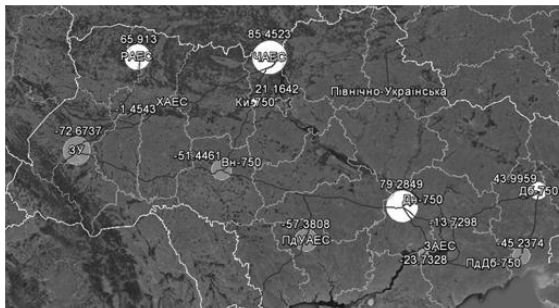 65.913
РАЕС
85.4523
ЧАЕС
ХАЕС
-1.4543
21.1642
Київ750
Північно-Українська
-72.6737
ЗУ
-51.4461
Вн-750
79.2849
Дн-750
43.9959
Дб-750
-13.7298
-57.3808
ПдУАЕС
ЗАЕС
-23.7328
-45.2374
ПдДб-750